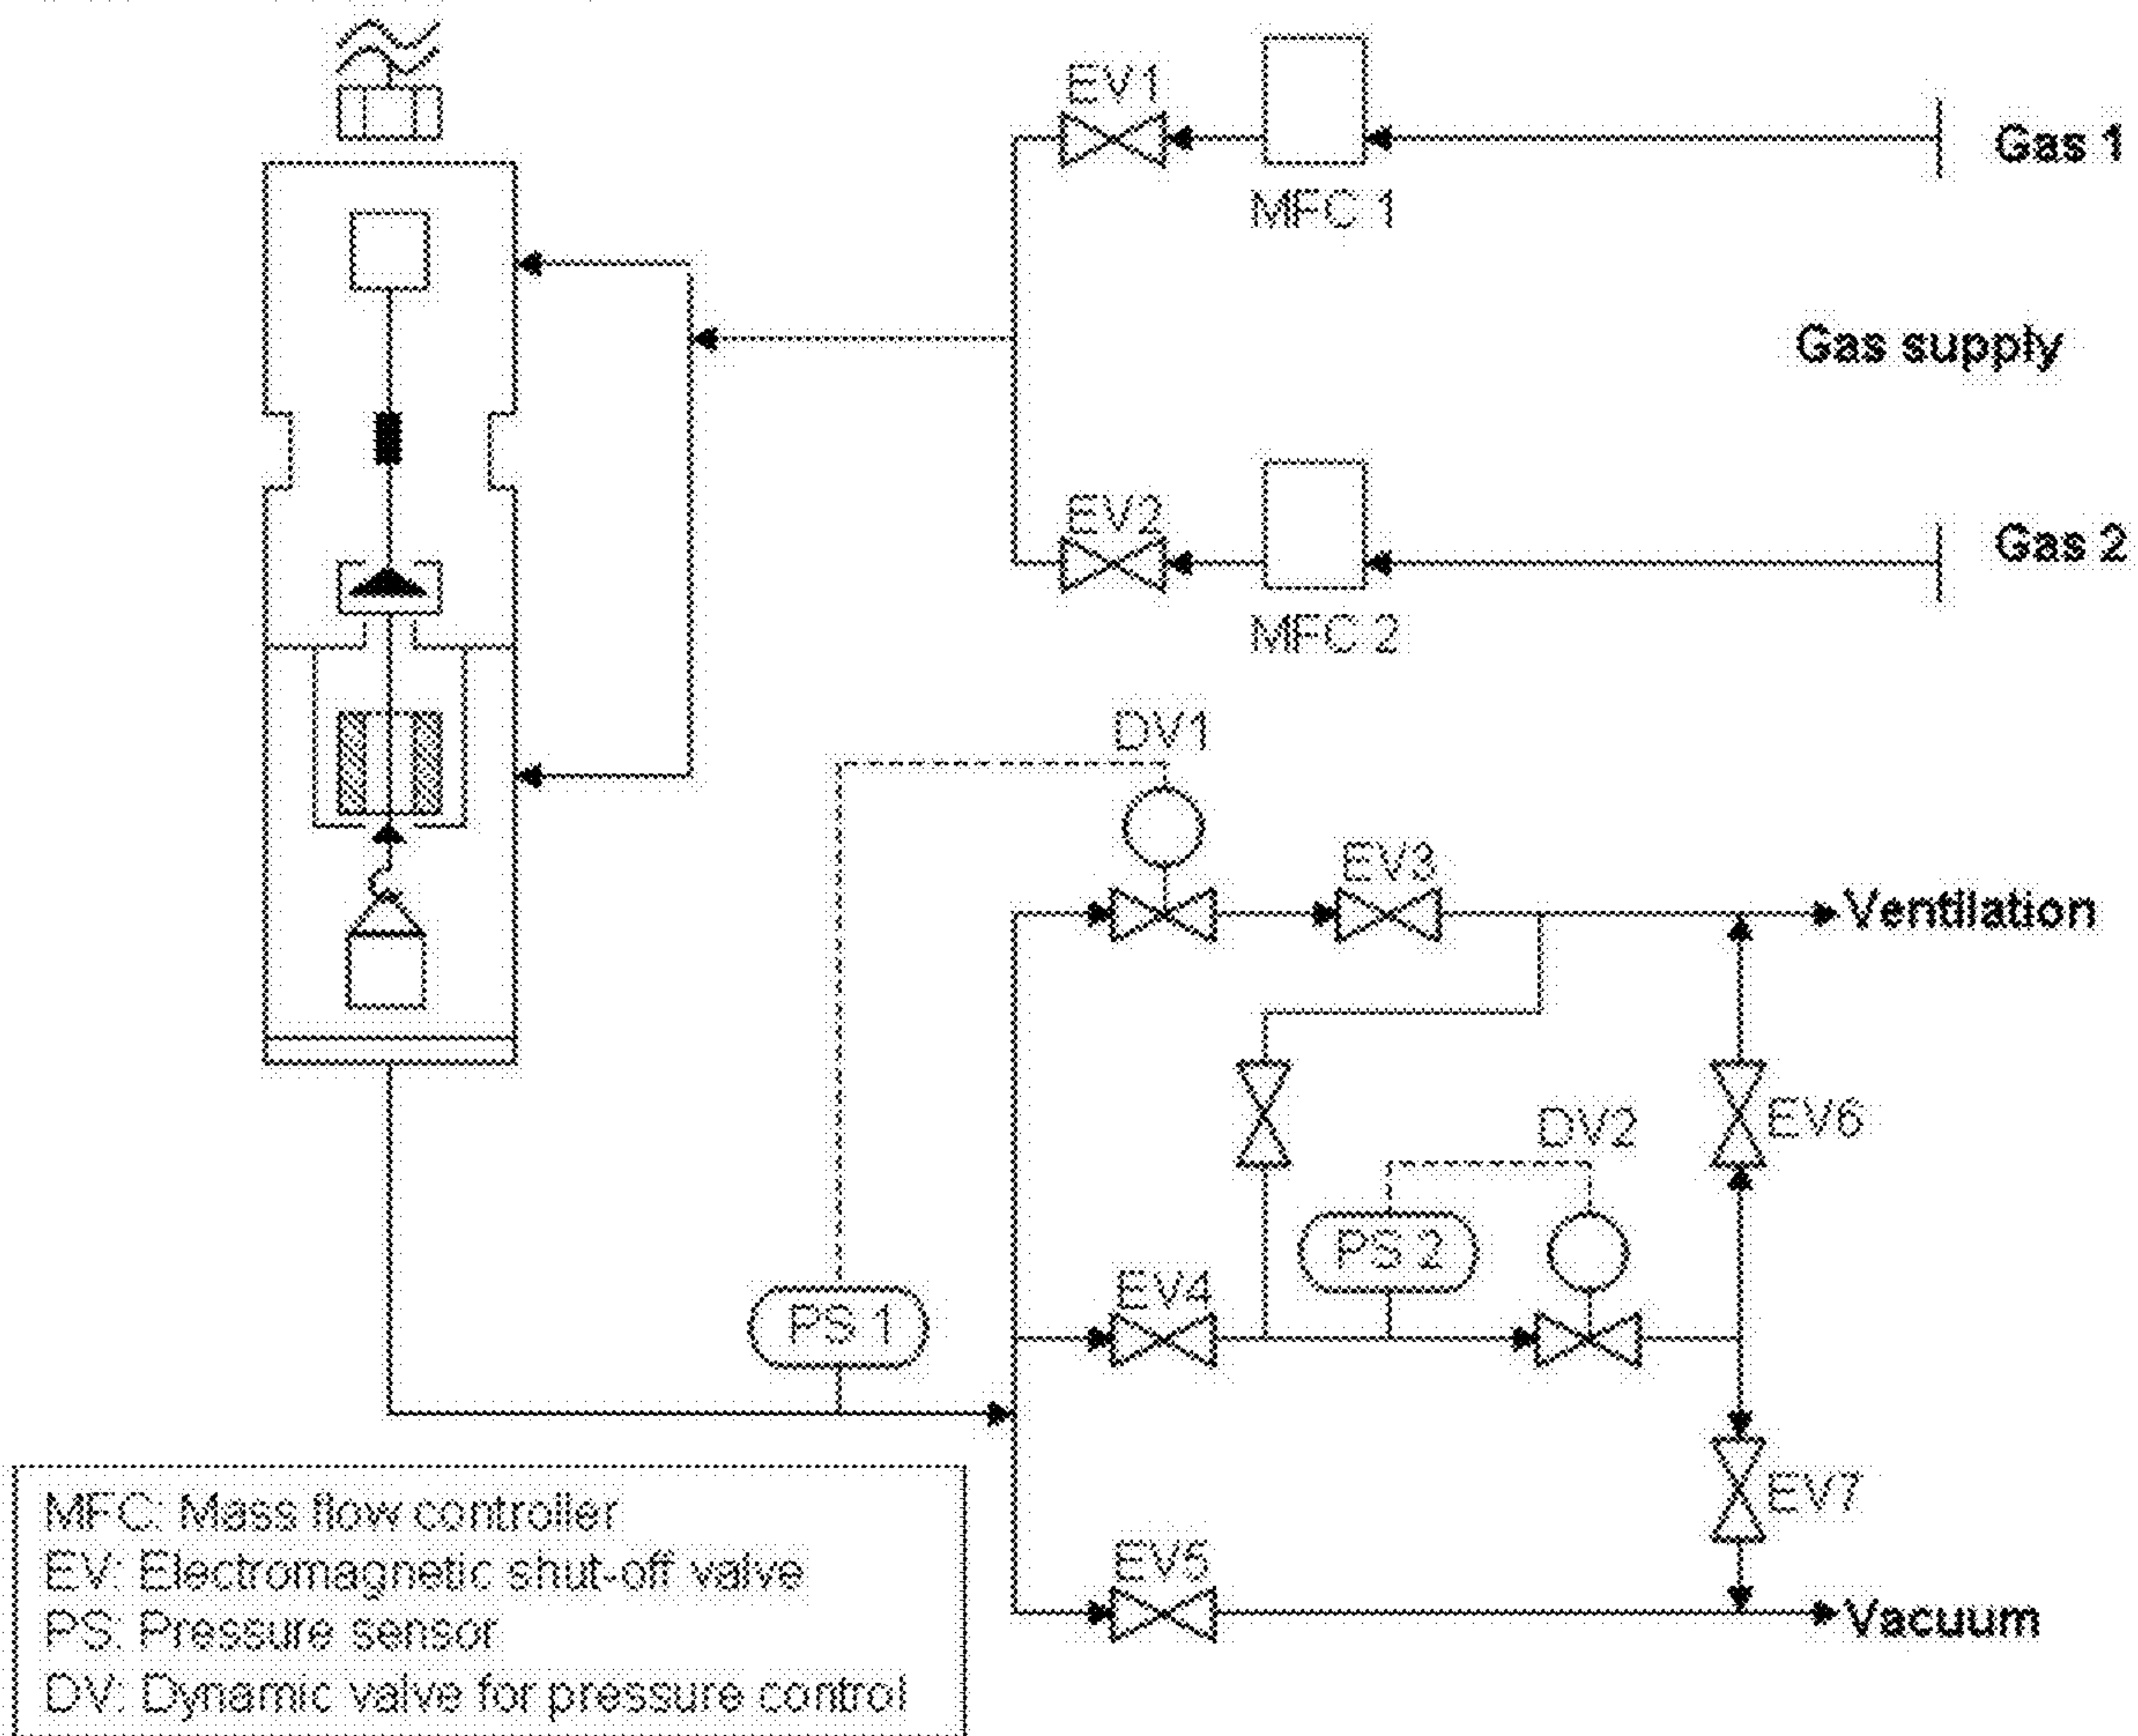 EV1
Gas 1
MFC 1
Gas supply
EV2
Gas 2
MFC 2
DV1
EV3
Ventilation
DV2
EV6
PS 2
EV4
PS 1
EV7
EV5
Vacuum
MFC: Mass flow controller
EV: Electromagnetic shut-off valve
PS: Pressure sensor
DV: Dynamic valve for pressure control